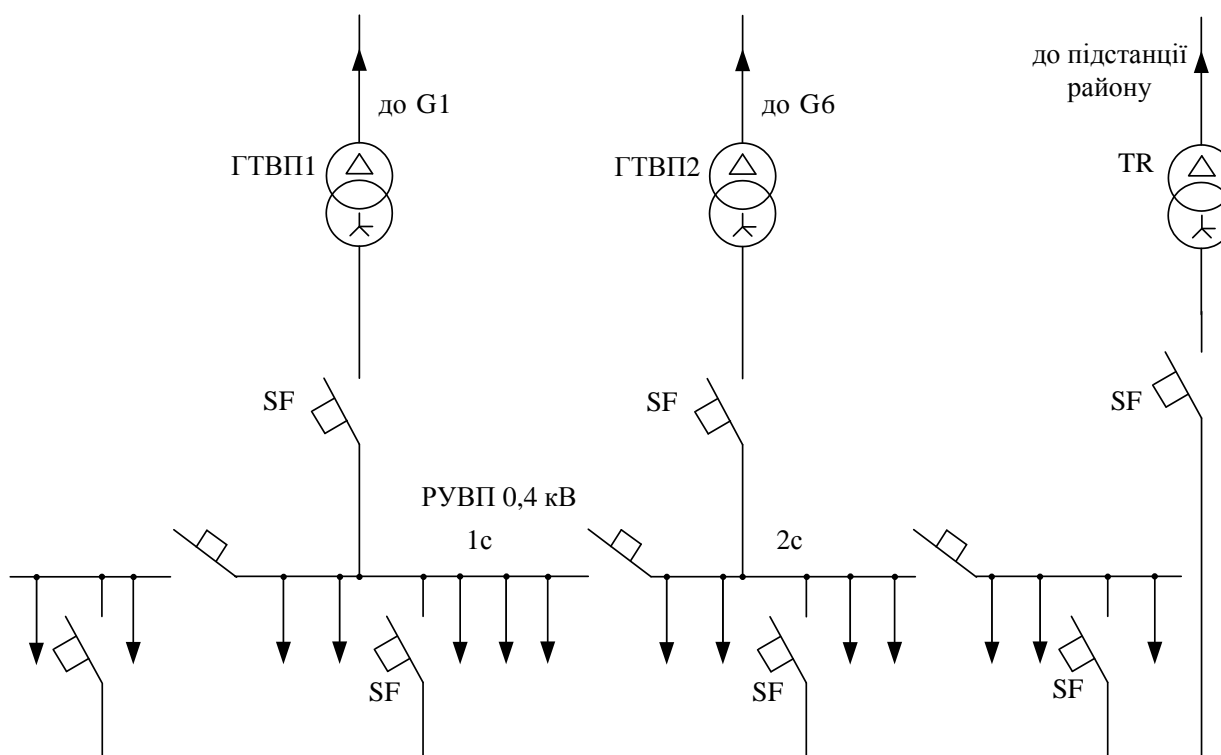 до підстанції
району
до G1
до G6
ГТВП1
ГТВП2
TR
SF
SF
SF
РУВП 0,4 кВ
1с
2с
SF
SF
SF